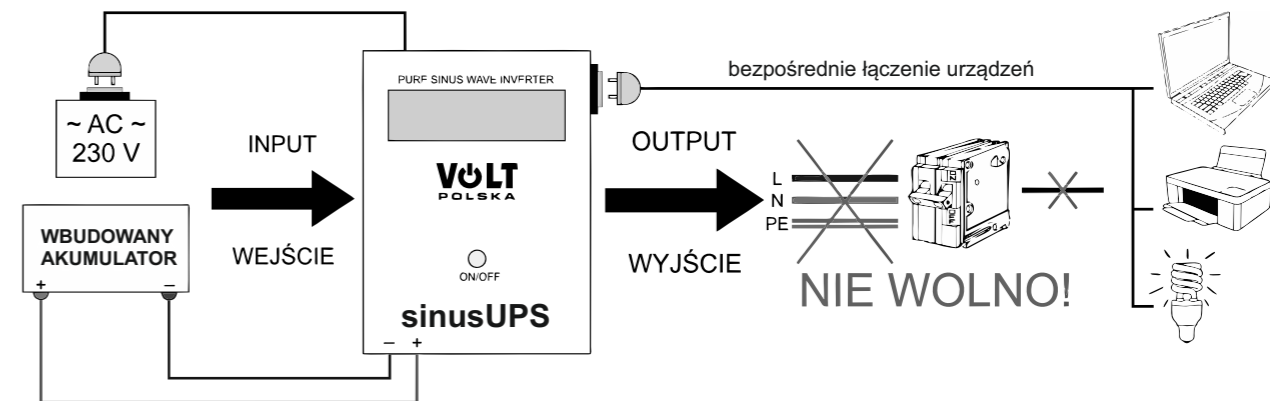 ~ AC ~
230 V
WBUDOWANY
AKUMULATOR
+ –
INPUT
WEJŚCIE
PURE SINUS WAVE INVERTER
VOLT
POLSKA
ON/OFF
sinusUPS
– +
bezpośrednie łączenie urządzeń
OUTPUT
WYJŚCIE
L
N
PE
NIE WOLNO!